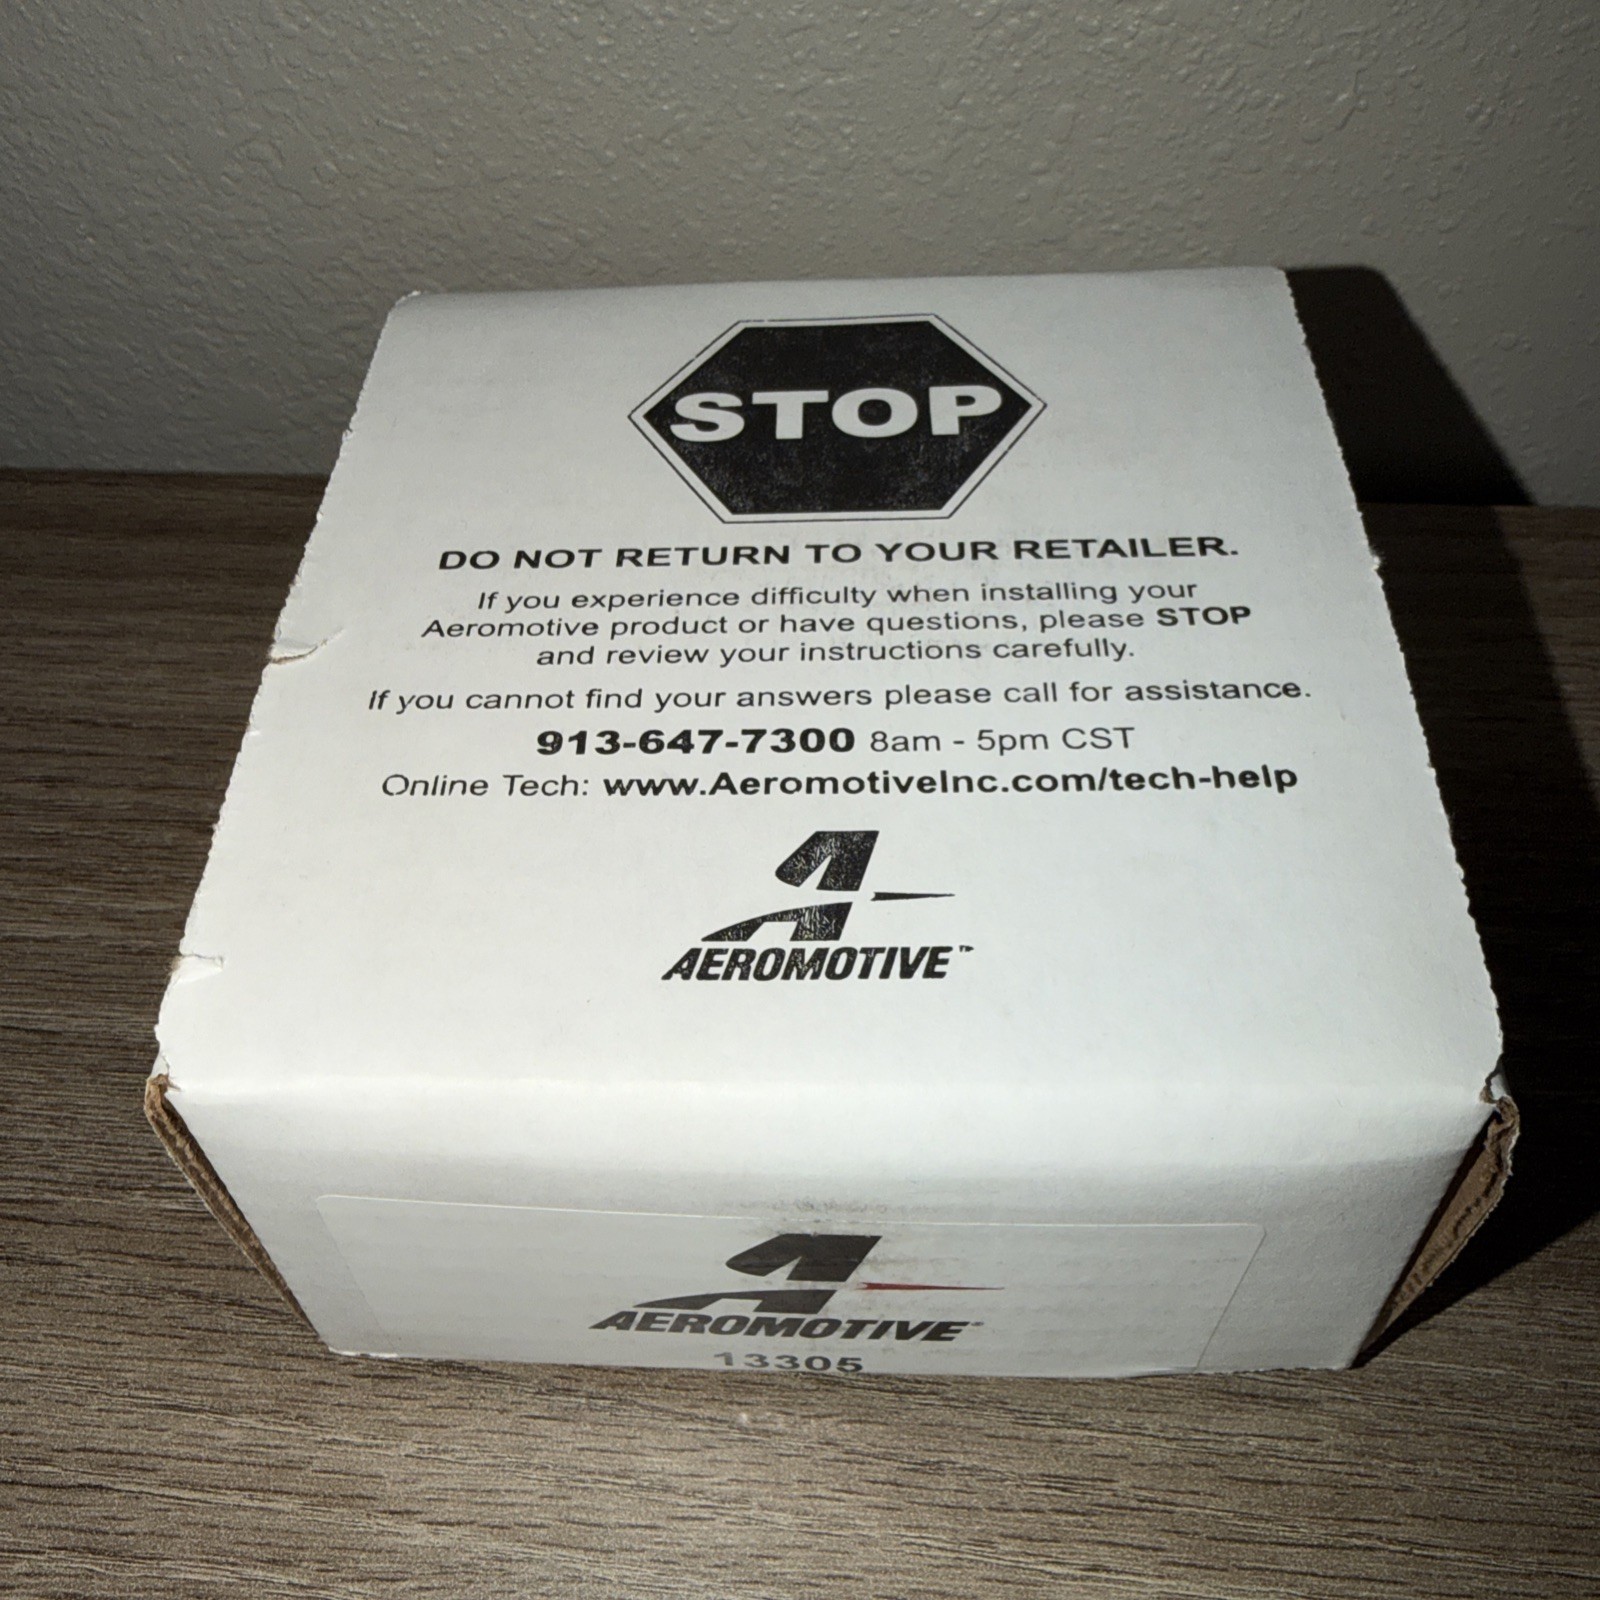 STOP
DO NOT RETURN TO YOUR RETAILER.
If you experience difficulty when installing your
Aeromotive product or have questions, please STOP
and review your instructions carefully.
If you cannot find your answers please call for assistance.
913-647-7300 8am - 5pm CST
Online Tech: www.AeromotiveInc.com/tech-help
AEROMOTIVE™
AEROMOTIVE®
13305